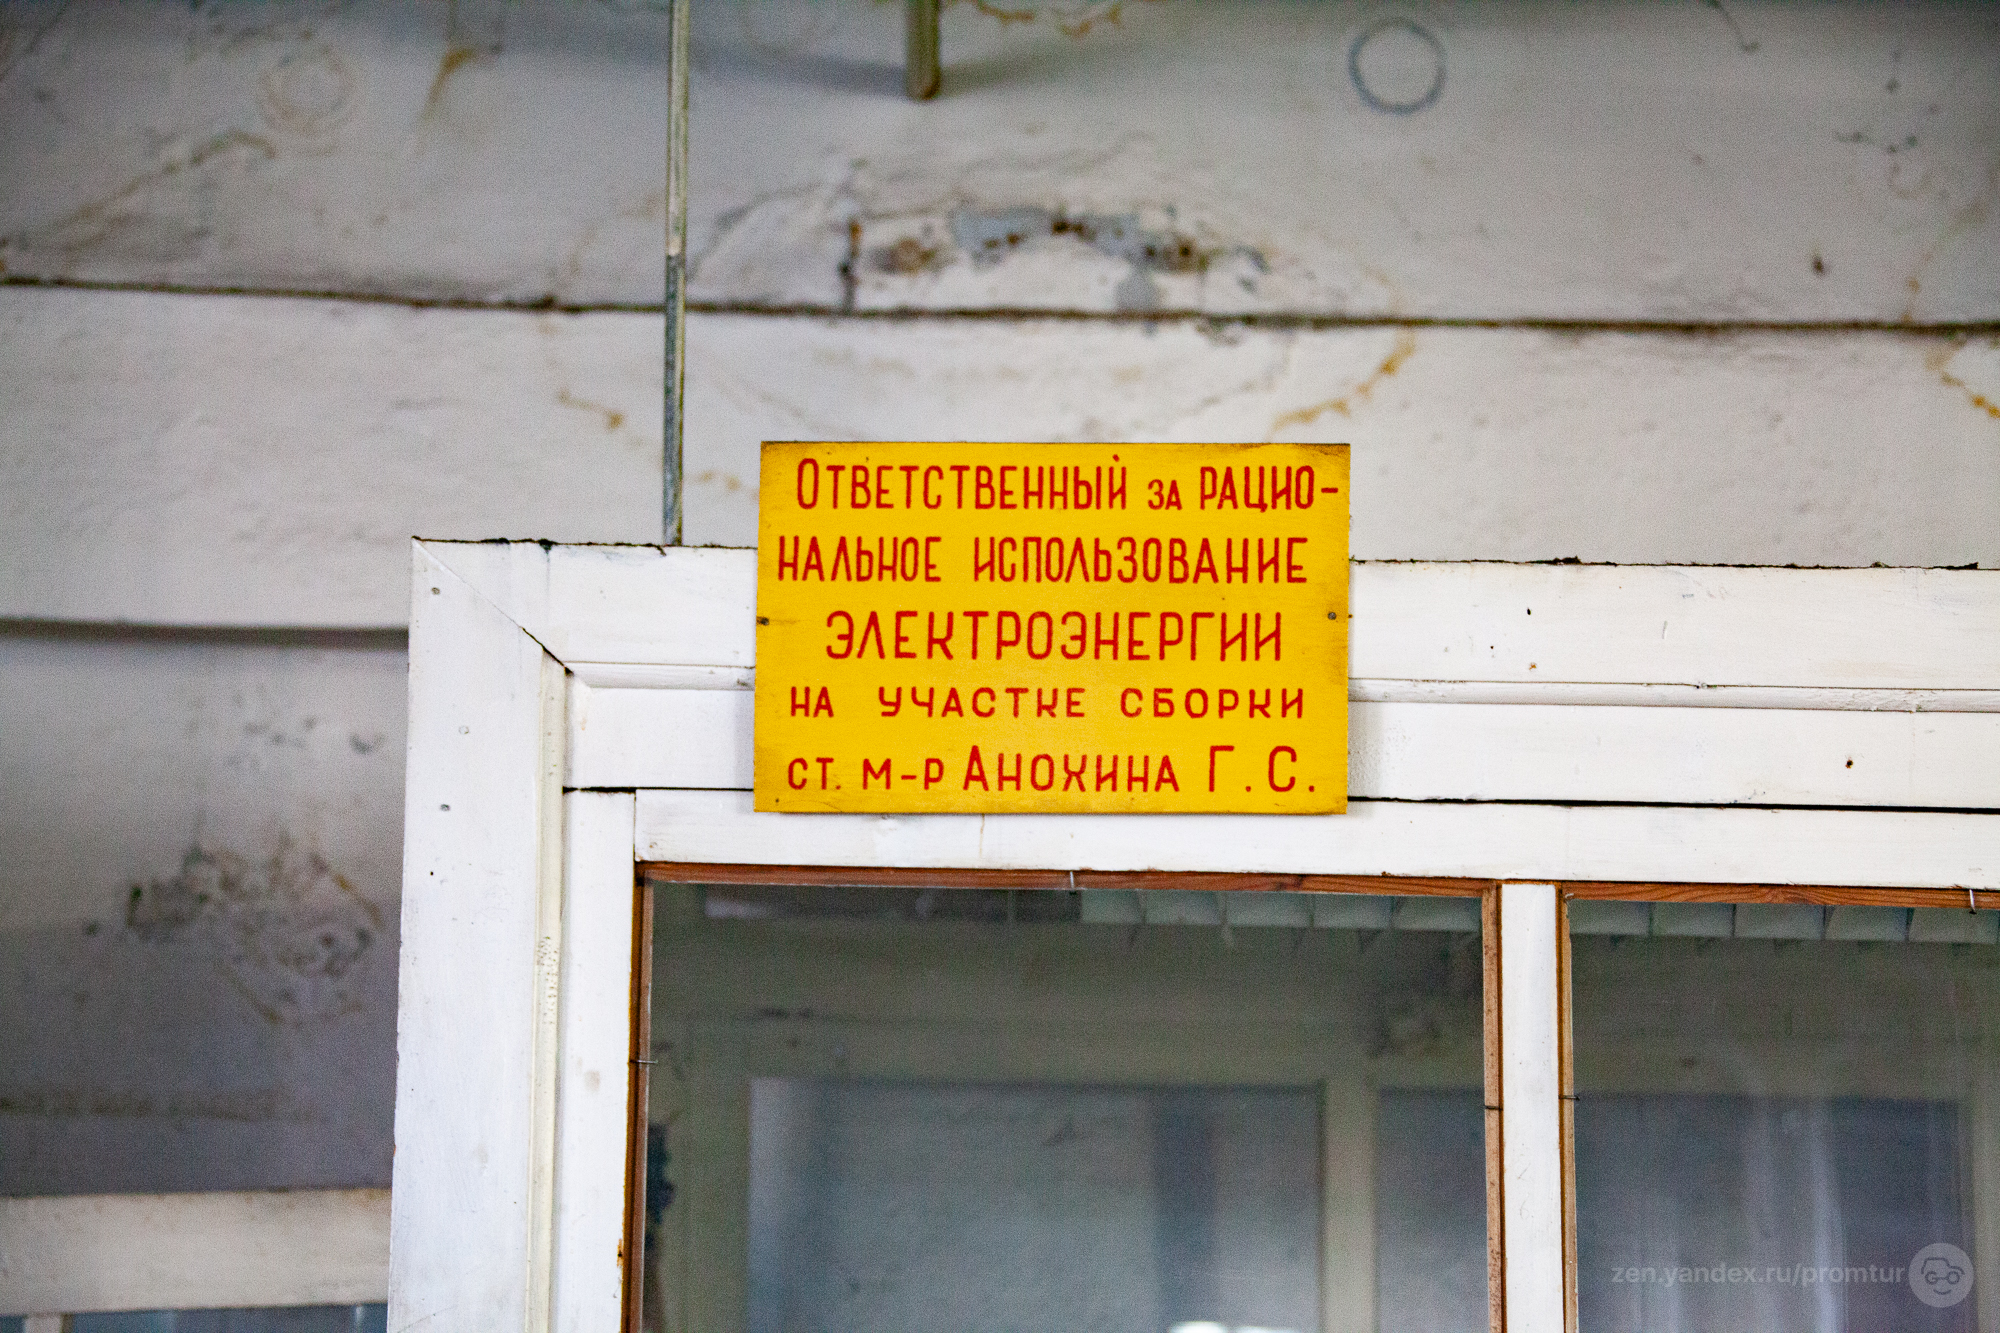 Ответственный за рацио-
нальное использование
электроэнергии
на участке сборки
ст. м-р Анохина Г.С.
zen.yandex.ru/promtur